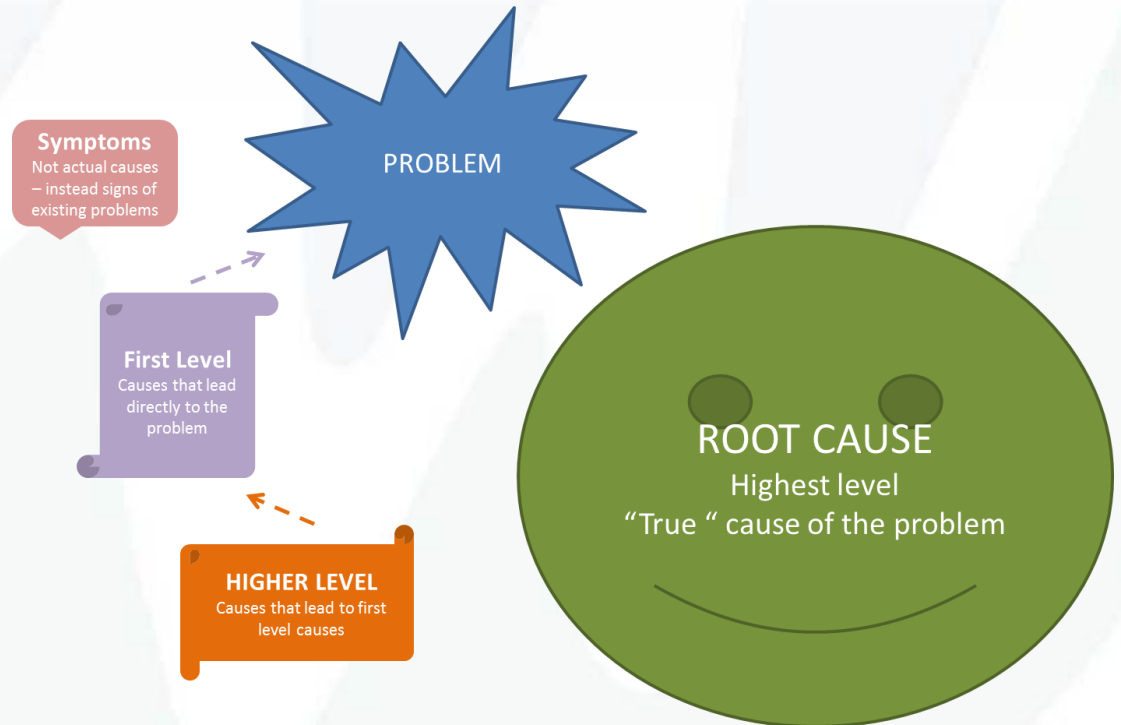 Symptoms
Not actual causes
– instead signs of
existing problems
PROBLEM
First Level
Causes that lead
directly to the
problem
HIGHER LEVEL
Causes that lead to first
level causes
ROOT CAUSE
Highest level
“True “ cause of the problem